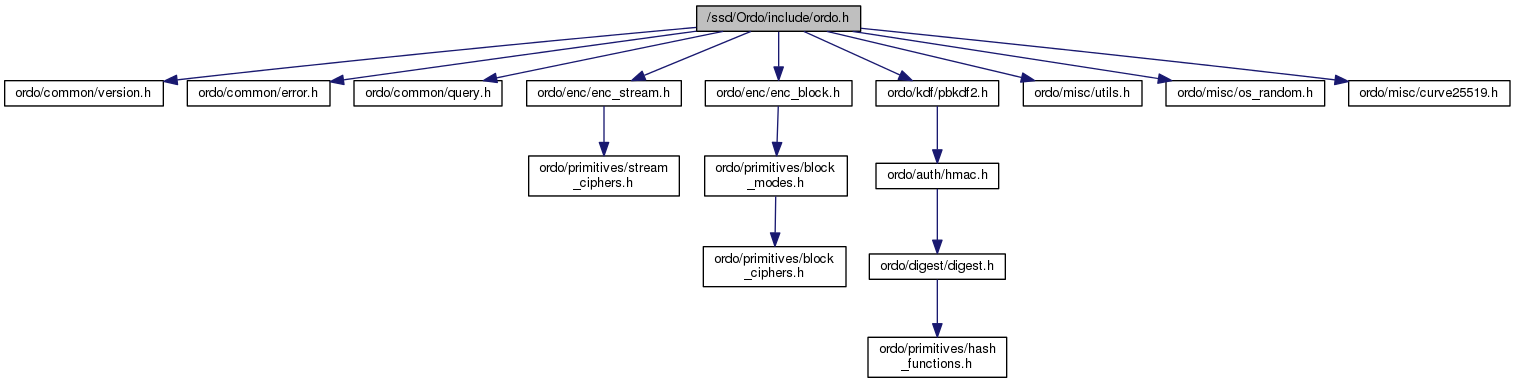 /ssd/Ordo/include/ordo.h
ordo/common/version.h
ordo/common/error.h
ordo/common/query.h
ordo/enc/enc_stream.h
ordo/enc/enc_block.h
ordo/kdf/pbkdf2.h
ordo/misc/utils.h
ordo/misc/os_random.h
ordo/misc/curve25519.h
ordo/primitives/stream
_ciphers.h
ordo/primitives/block
_modes.h
ordo/auth/hmac.h
ordo/primitives/block
_ciphers.h
ordo/digest/digest.h
ordo/primitives/hash
_functions.h